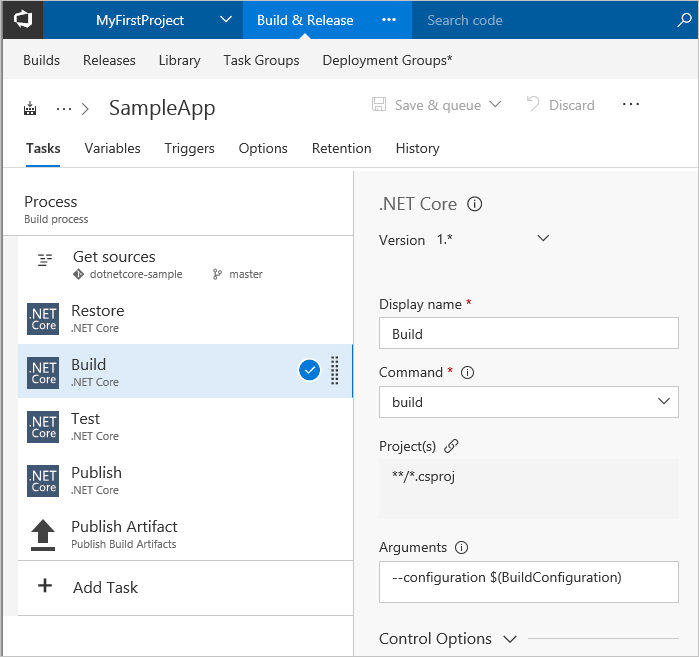 MyFirstProject
Build & Release
···
Search code
Builds Releases Library Task Groups Deployment Groups*
··· SampleApp
Save & queue Discard ···
Tasks Variables Triggers Options Retention History
Process
Build process
Get sources
dotnetcore-sample master
.NET Core
Restore
.NET Core
.NET Core
Build
.NET Core
.NET Core
Test
.NET Core
.NET Core
Publish
.NET Core
Publish Artifact
Publish Build Artifacts
+ Add Task
.NET Core
Version 1.*
Display name *
Build
Command *
build
Project(s)
**/*.csproj
Arguments
--configuration $(BuildConfiguration)
Control Options